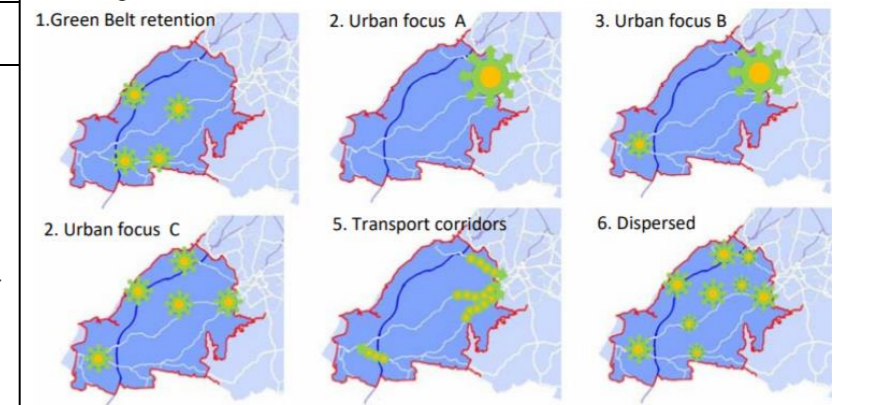 1.Green Belt retention
2. Urban focus A
3. Urban focus B
2. Urban focus C
5. Transport corridors
6. Dispersed